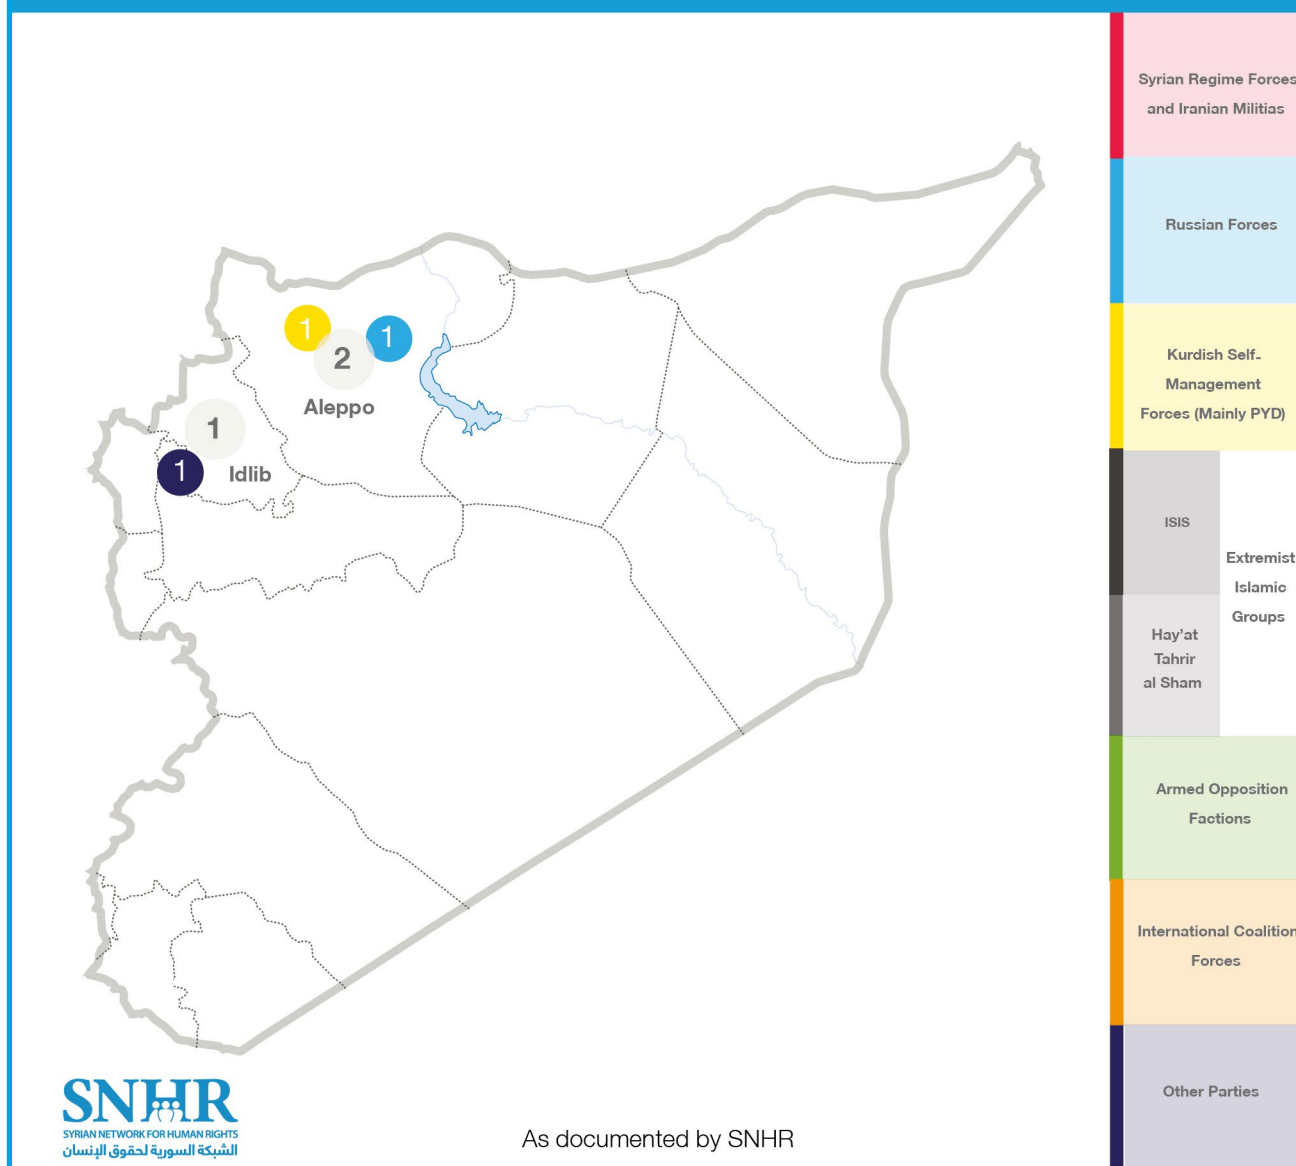 1
1
2
Aleppo
1
1
Idlib
Syrian Regime Forces
and Iranian Militias
Russian Forces
Kurdish Self-
Management
Forces (Mainly PYD)
ISIS
Extremist
Islamic
Groups
Hay'at
Tahrir
al Sham
Armed Opposition
Factions
International Coalition
Forces
Other Parties
SNHR
SYRIAN NETWORK FOR HUMAN RIGHTS
الشبكة السورية لحقوق الإنسان
As documented by SNHR